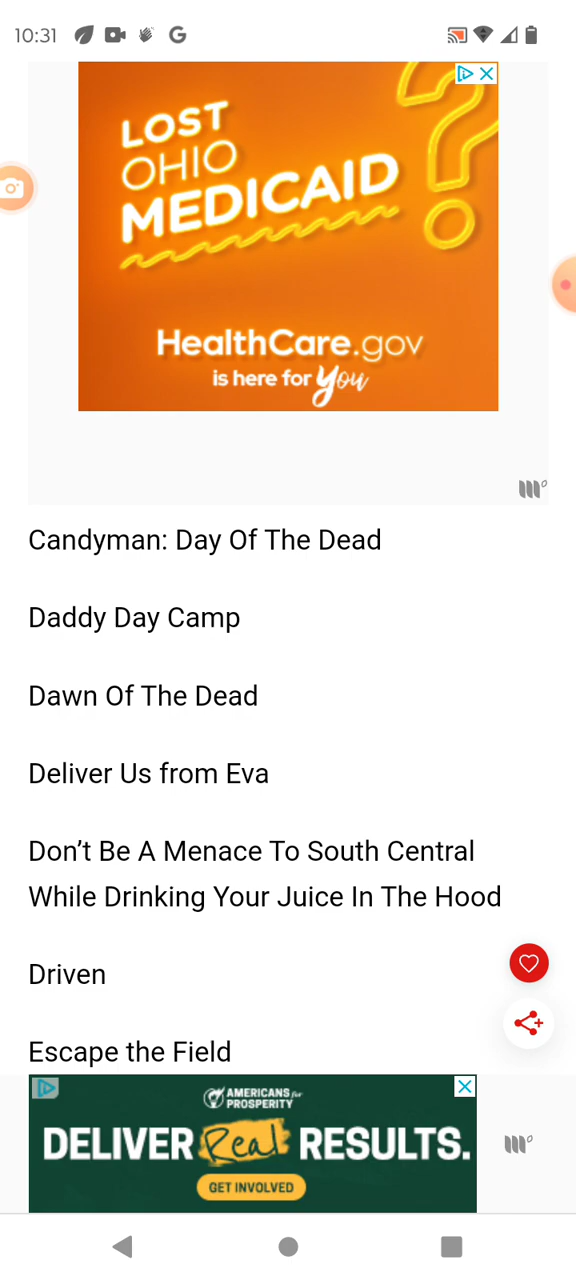 10:31
LOST
OHIO
MEDICAID
?
HealthCare.gov
is here for You
Candyman: Day Of The Dead
Daddy Day Camp
Dawn Of The Dead
Deliver Us from Eva
Don’t Be A Menace To South Central
While Drinking Your Juice In The Hood
Driven
Escape the Field
AMERICANS for
PROSPERITY
DELIVER Real RESULTS.
GET INVOLVED